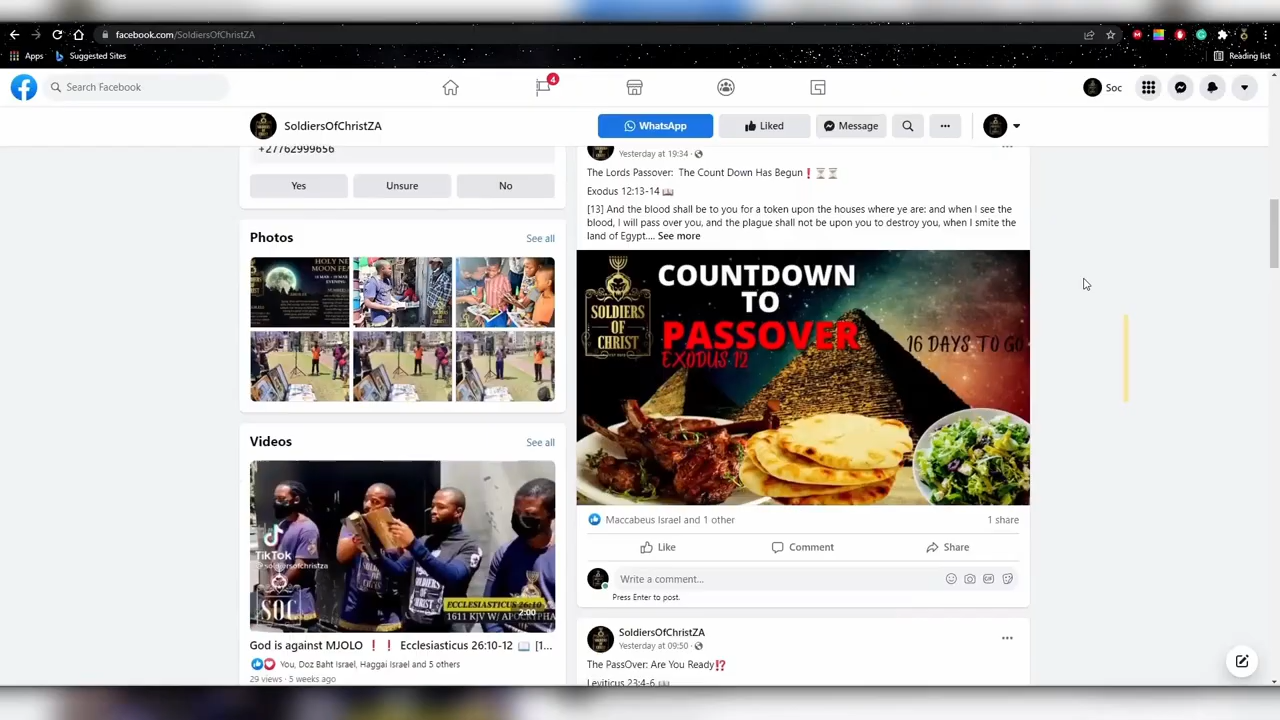 facebook.com/SoldiersOfChristZA
Apps
Suggested Sites
Reading list
Search Facebook
4
Soc
SoldiersOfChristZA
WhatsApp
Liked
Message
+27762999656
Yes
Unsure
No
Photos
See all
HOLY NE
MOON FEA
Videos
See all
TikTok
@soldiersofchristza
SOC
ECCLESIASTICUS 26:10
2:00
1611 KJV W/ APOCRYPHA
God is against MJOLO ❗ ❗ Ecclesiasticus 26:10-12 📖 [1...
You, Doz Baht Israel, Haggai Israel and 5 others
29 views · 5 weeks ago
Yesterday at 19:34 ·
The Lords Passover: The Count Down Has Begun❗⏳⏳
Exodus 12:13-14 📖
[13] And the blood shall be to you for a token upon the houses where ye are: and when I see the
blood, I will pass over you, and the plague shall not be upon you to destroy you, when I smite the
land of Egypt.... See more
SOLDIERS
OF
CHRIST
COUNTDOWN
TO
PASSOVER
EXODUS 12
16 DAYS TO GO
Maccabeus Israel and 1 other
1 share
Like
Comment
Share
Write a comment...
Press Enter to post.
SoldiersOfChristZA
Yesterday at 09:50 ·
The PassOver: Are You Ready⁉
Leviticus 23:4-6 📖